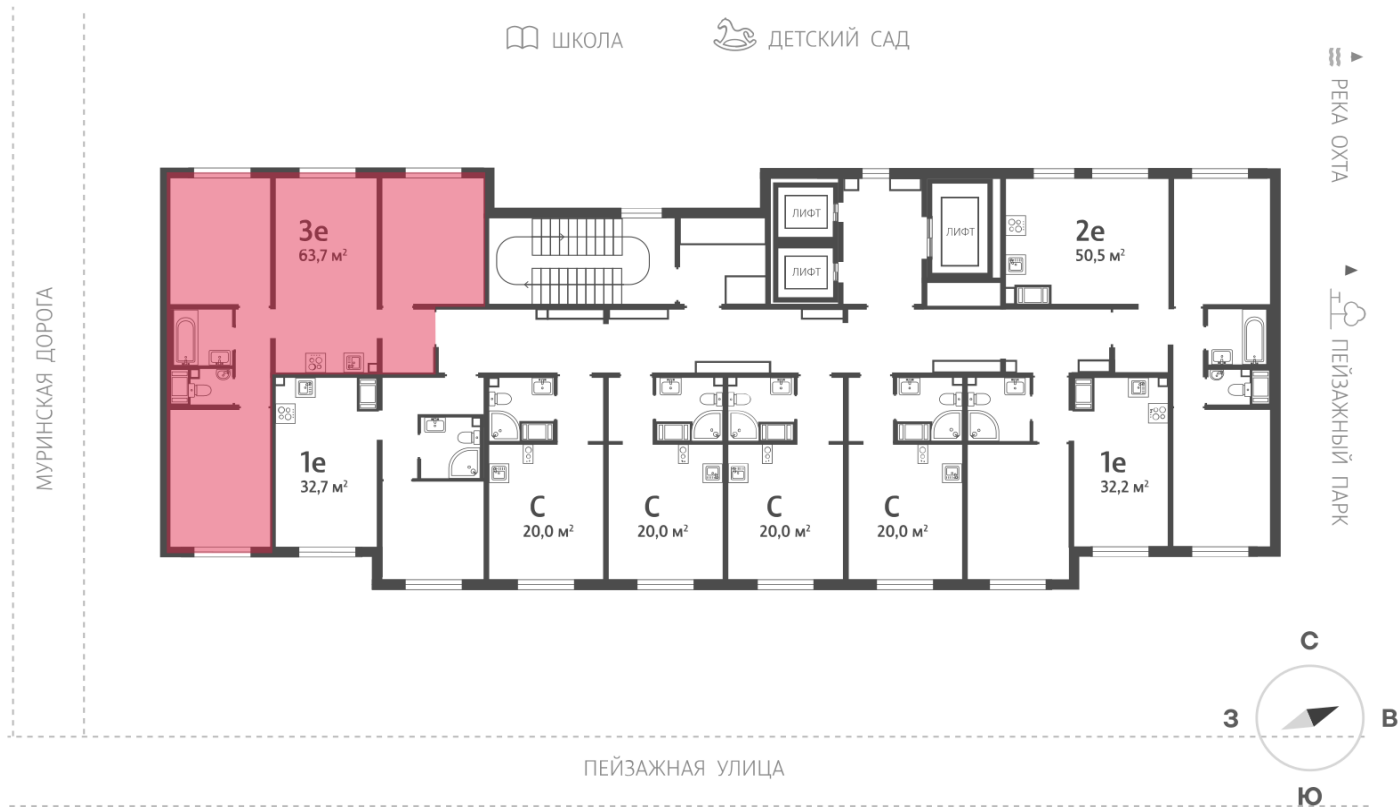 ШКОЛА
ДЕТСКИЙ САД
РЕКА ОХТА
ПЕЙЗАЖНЫЙ ПАРК
МУРИНСКАЯ ДОРОГА
3е
63,7 м²
ЛИФТ
ЛИФТ
ЛИФТ
2е
50,5 м²
1е
32,7 м²
С
20,0 м²
С
20,0 м²
С
20,0 м²
С
20,0 м²
1е
32,2 м²
С
З
В
Ю
ПЕЙЗАЖНАЯ УЛИЦА